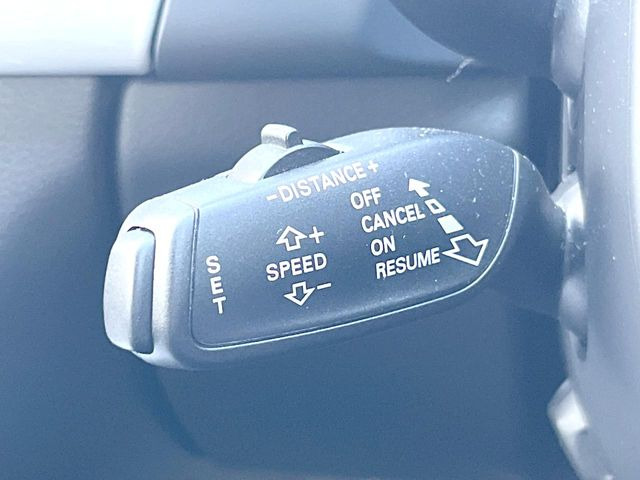 -DISTANCE+
OFF
CANCEL
ON
RESUME
+
SPEED
-
SET